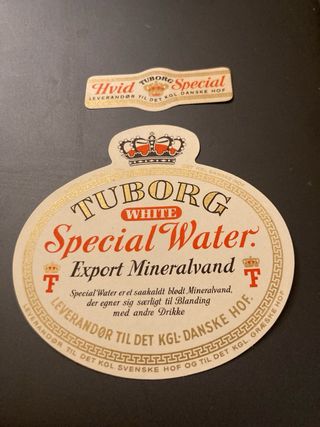 Hvid TUBORG Special
LEVERANDØR TIL DET KGL. DANSKE HOF.
TUBORG
WHITE
Special Water.
Export Mineralvand
Special Water er et saakaldt blødt Mineralvand,
der egner sig særligt til Blanding
med andre Drikke
TF
TF
LEVERANDØR TIL DET KGL. DANSKE HOF.
LEVERANDØR TIL DET KGL. SVENSKE HOF OG TIL DET KGL. GRÆSKE HOF